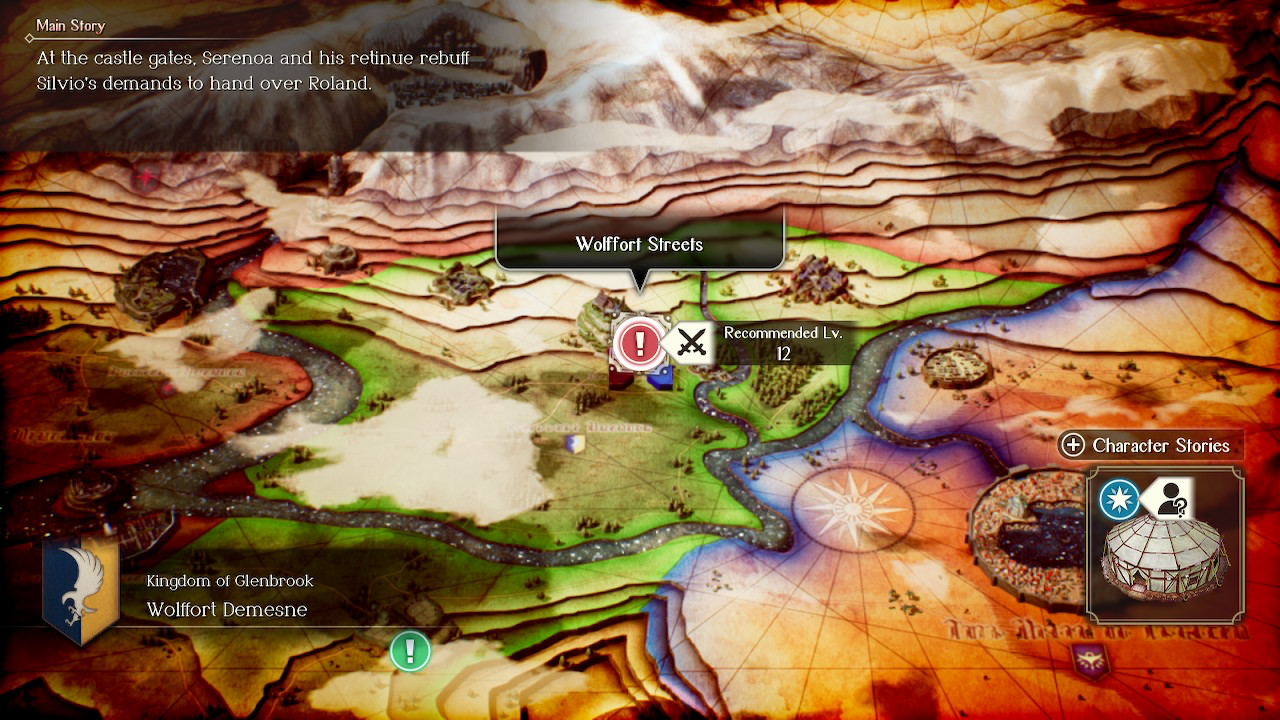 Main Story
At the castle gates, Serenoa and his retinue rebuff
Silvio's demands to hand over Roland.
Wolffort Streets
Recommended Lv.
12
Character Stories
Kingdom of Glenbrook
Wolffort Demesne